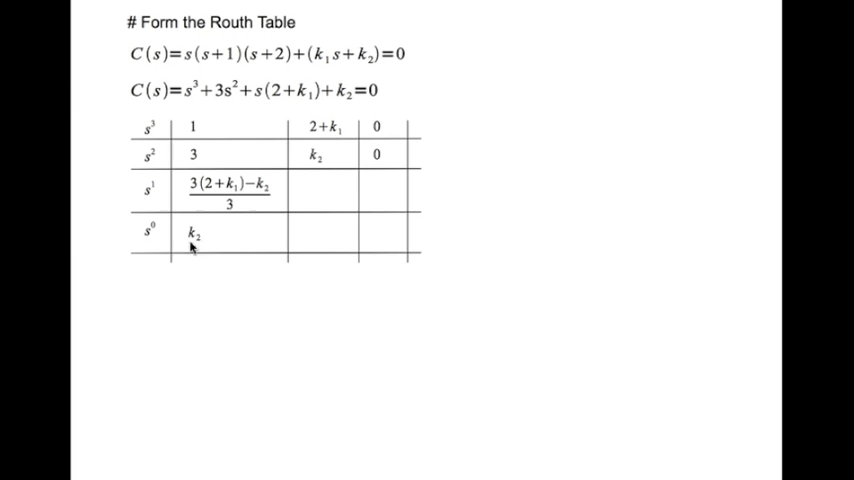 # Form the Routh Table
C(s)=s(s+1)(s+2)+(k₁s+k₂)=0
C(s)=s³+3s²+s(2+k₁)+k₂=0
s³ 1 2+k₁ 0
s² 3 k₂ 0
s¹ 3(2+k₁)−k₂
3
s⁰ k₂